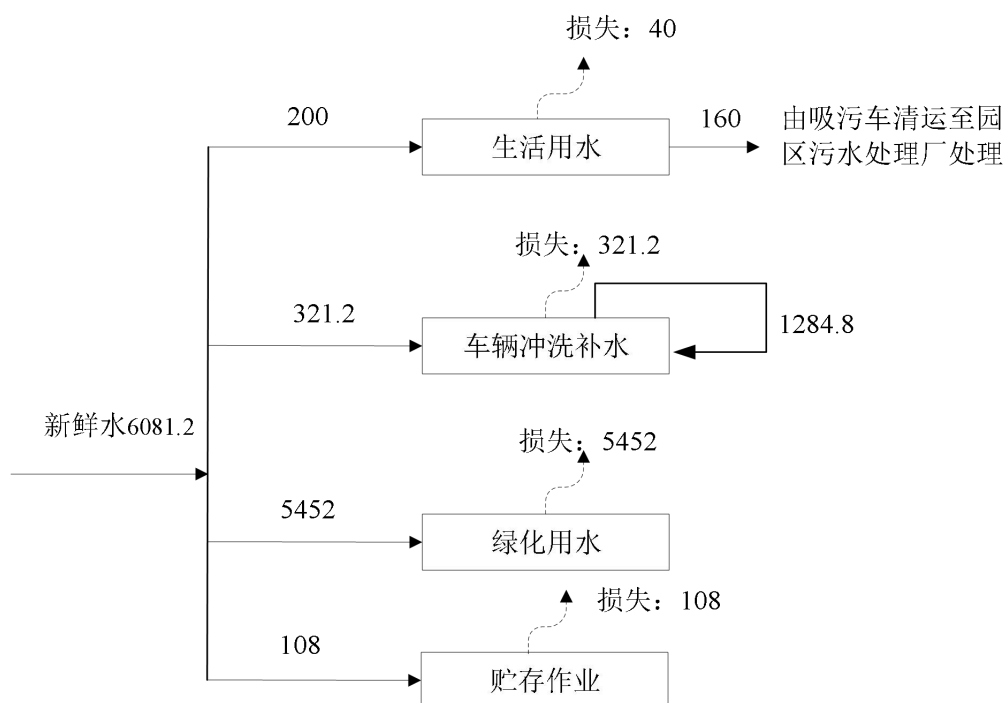 损失：40
200
生活用水
160
由吸污车清运至园
区污水处理厂处理
损失：321.2
321.2
车辆冲洗补水
1284.8
新鲜水6081.2
损失：5452
5452
绿化用水
损失：108
108
贮存作业